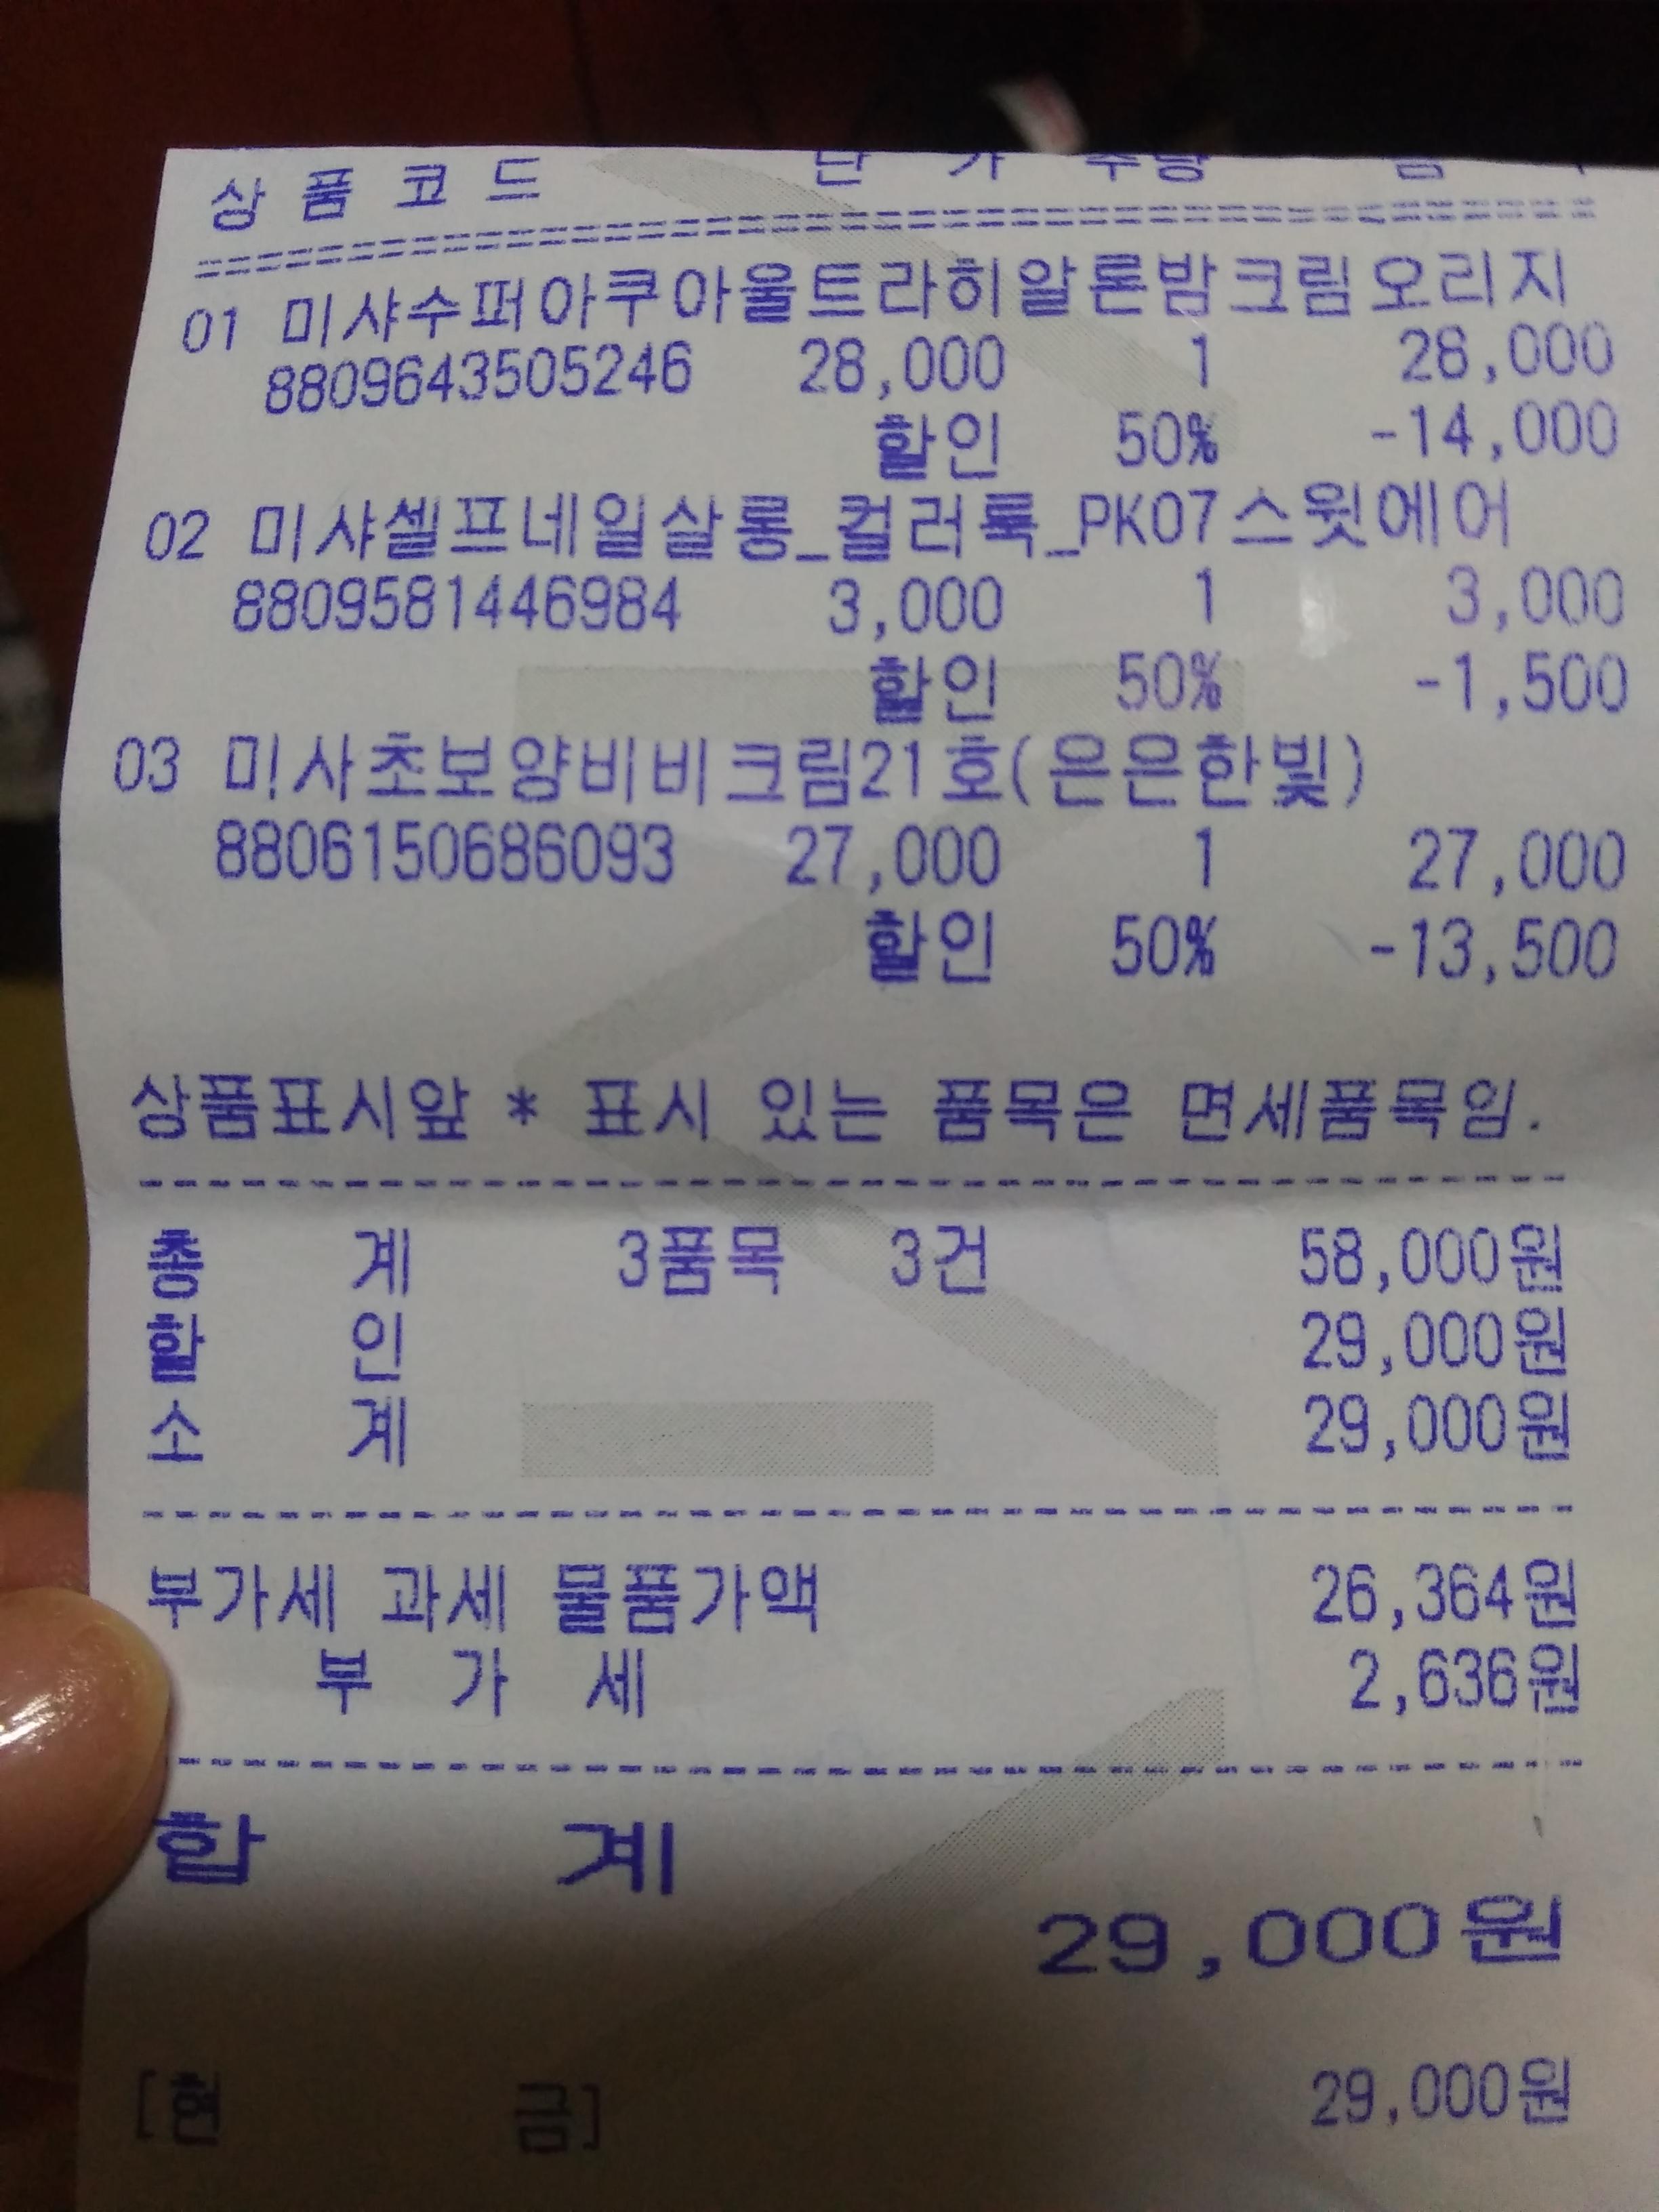 상 품 코 드 단 가 수량
01 미샤수퍼아쿠아울트라히알론밤크림오리지
8809643505246 28,000 1 28,000
할인 50% -14,000
02 미샤셀프네일살롱_컬러룩_PK07스윗에어
8809581446984 3,000 1 3,000
할인 50% -1,500
03 미사초보양비비크림21호(은은한빛)
8806150686093 27,000 1 27,000
할인 50% -13,500
상품표시앞 * 표시 있는 품목은 면세품목임.
총 계 3품목 3건 58,000원
할 인 29,000원
소 계 29,000원
부가세 과세 물품가액 26,364원
부 가 세 2,636원
합 계
29,000원
[현 금] 29,000원